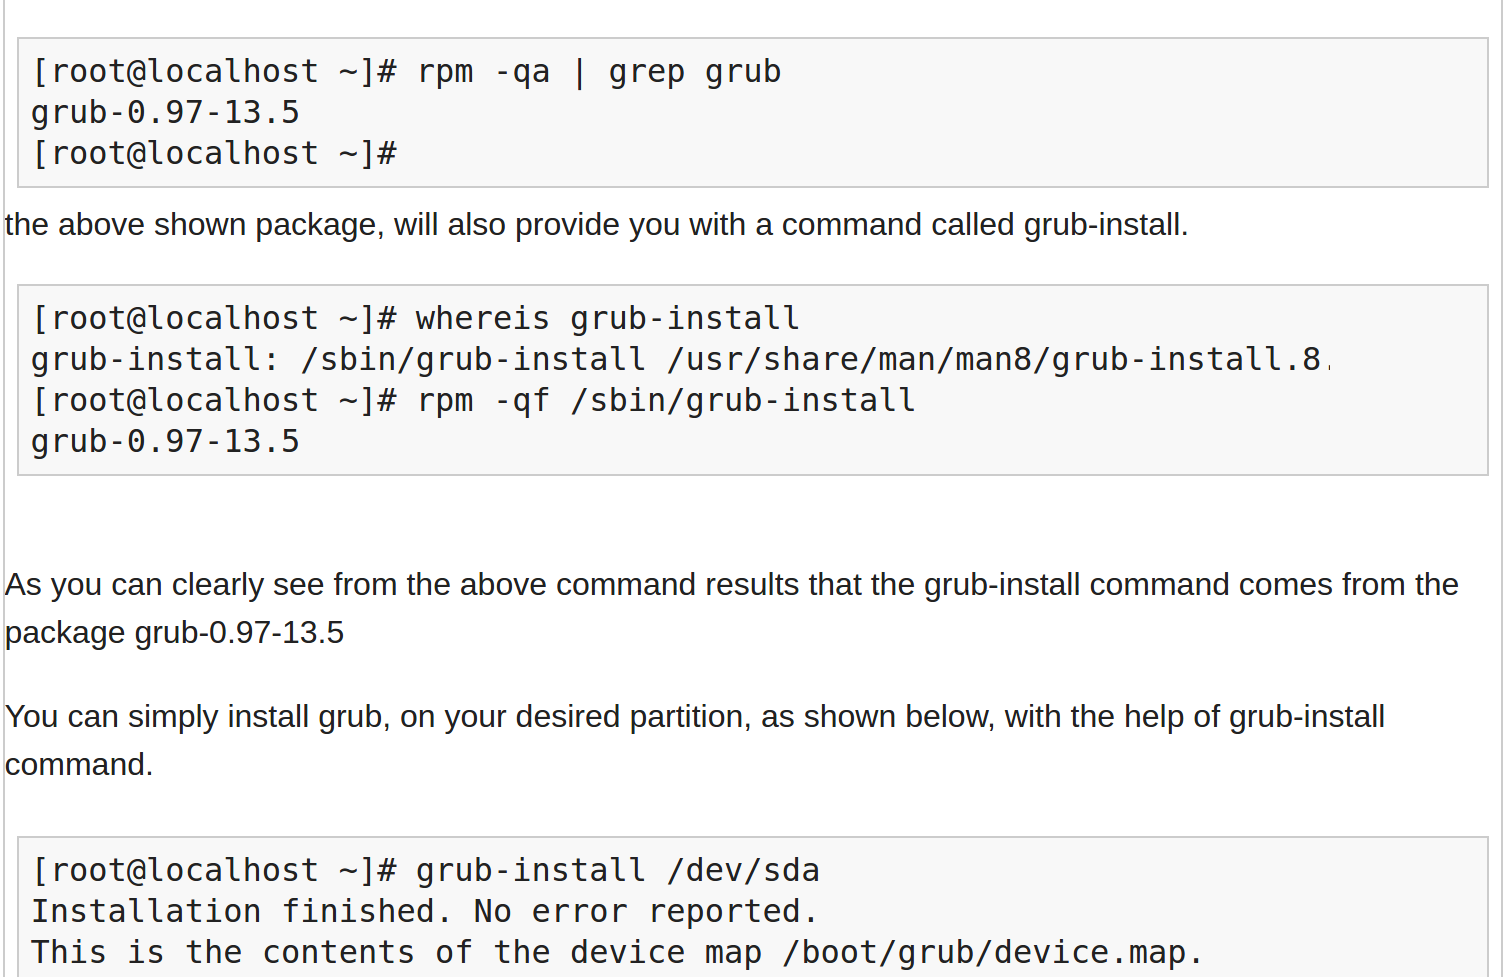 [root@localhost ~]# rpm -qa | grep grub
grub-0.97-13.5
[root@localhost ~]#
the above shown package, will also provide you with a command called grub-install.
[root@localhost ~]# whereis grub-install
grub-install: /sbin/grub-install /usr/share/man/man8/grub-install.8.
[root@localhost ~]# rpm -qf /sbin/grub-install
grub-0.97-13.5
As you can clearly see from the above command results that the grub-install command comes from the
package grub-0.97-13.5
You can simply install grub, on your desired partition, as shown below, with the help of grub-install
command.
[root@localhost ~]# grub-install /dev/sda
Installation finished. No error reported.
This is the contents of the device map /boot/grub/device.map.